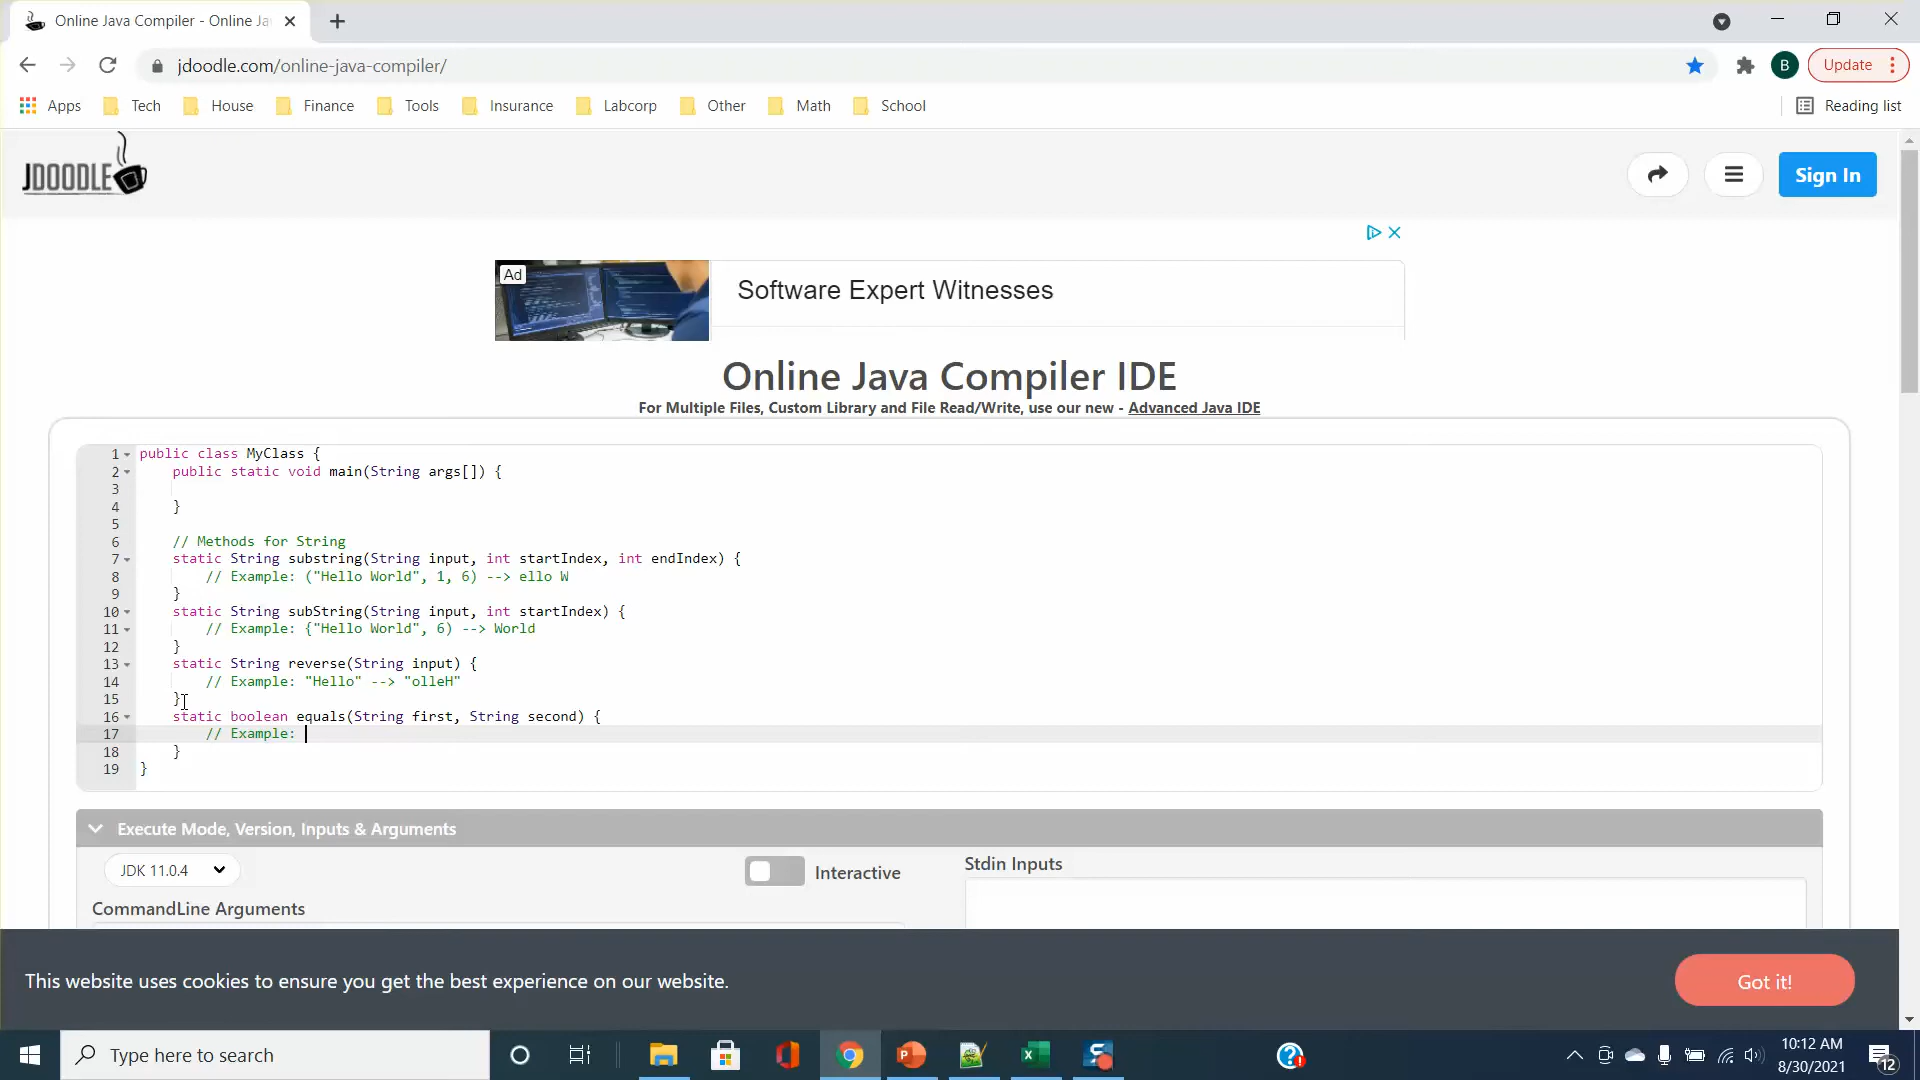 Online Java Compiler - Online Ja
jdoodle.com/online-java-compiler/
B
Update
Apps
Tech
House
Finance
Tools
Insurance
Labcorp
Other
Math
School
Reading list
JDOODLE
Sign In
Ad
Software Expert Witnesses
Online Java Compiler IDE
For Multiple Files, Custom Library and File Read/Write, use our new - Advanced Java IDE
1 public class MyClass {
2 public static void main(String args[]) {
3
4 }
5
6 // Methods for String
7 static String substring(String input, int startIndex, int endIndex) {
8 // Example: ("Hello World", 1, 6) --> ello W
9 }
10 static String subString(String input, int startIndex) {
11 // Example: {"Hello World", 6) --> World
12 }
13 static String reverse(String input) {
14 // Example: "Hello" --> "olleH"
15 }
16 static boolean equals(String first, String second) {
17 // Example:
18 }
19 }
Execute Mode, Version, Inputs & Arguments
JDK 11.0.4
Interactive
Stdin Inputs
CommandLine Arguments
This website uses cookies to ensure you get the best experience on our website.
Got it!
Type here to search
10:12 AM
8/30/2021
12